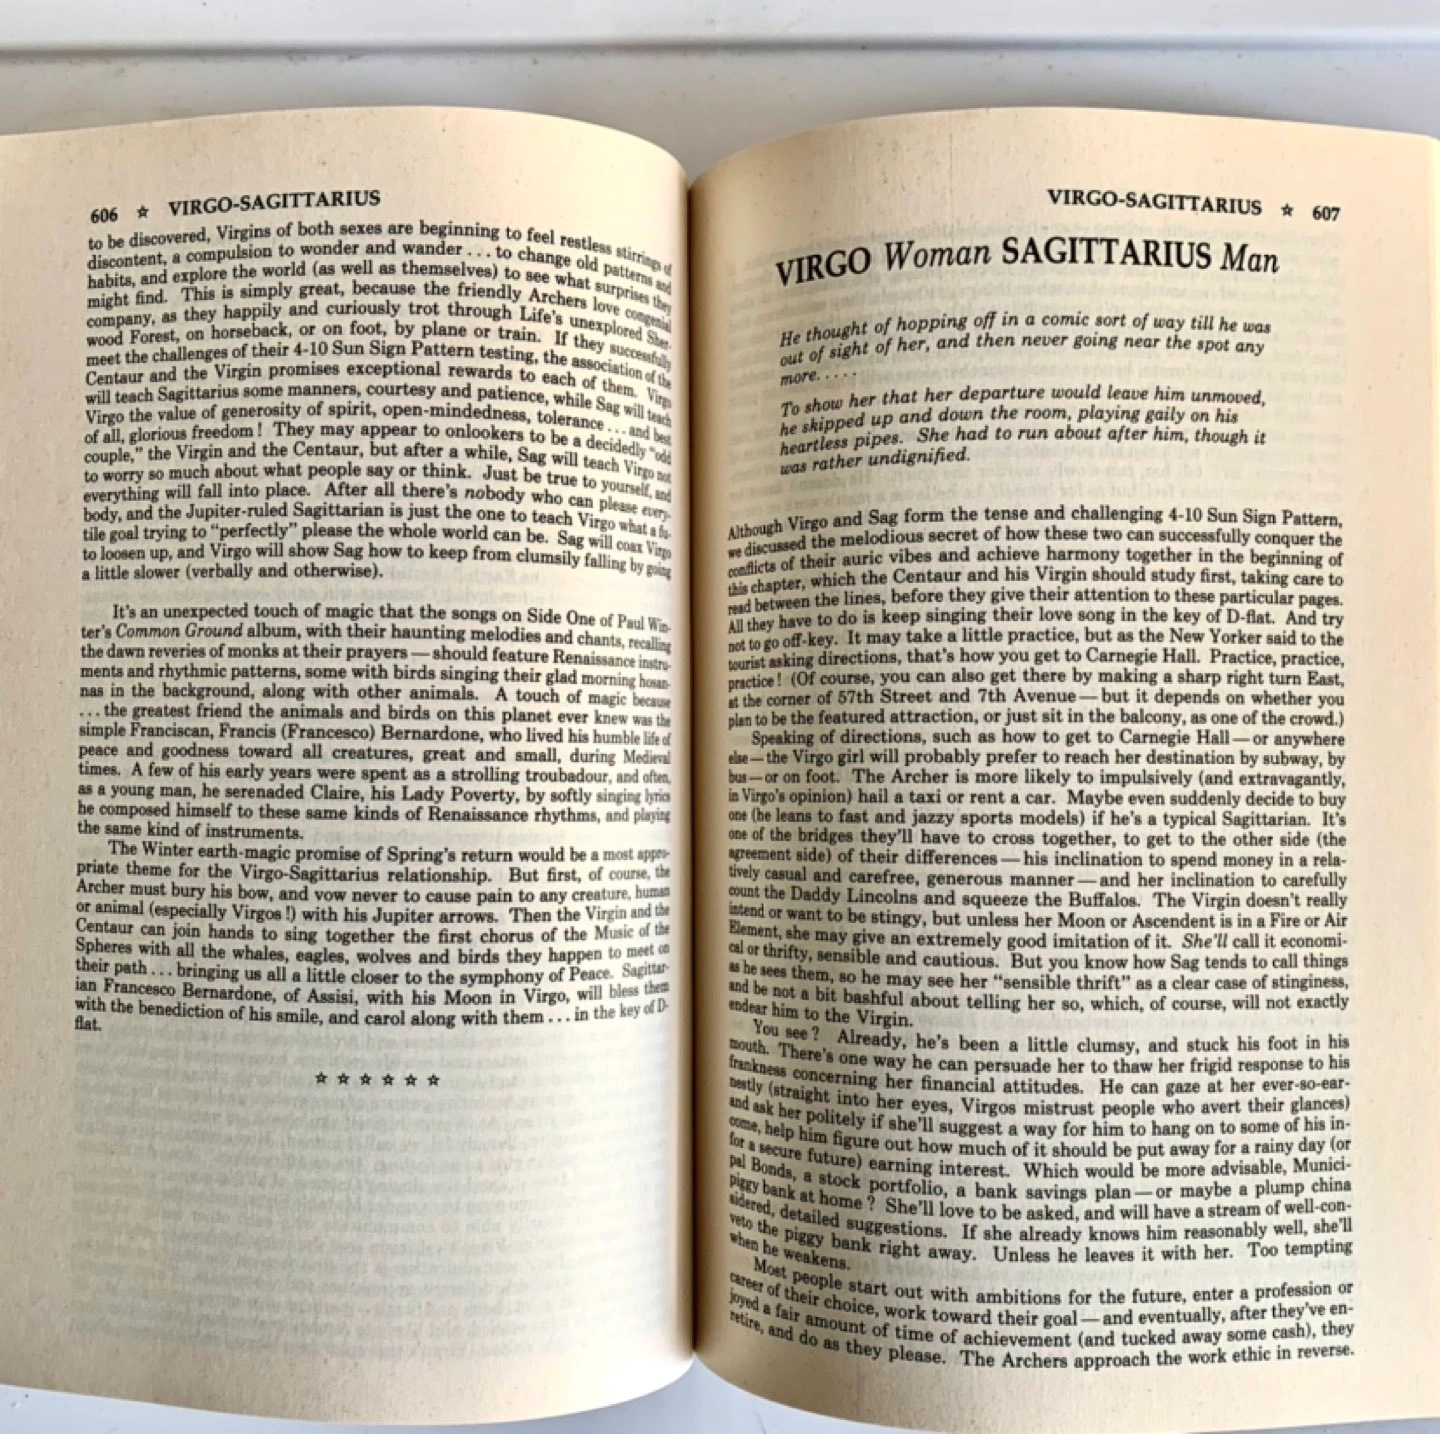 606 ☆ VIRGO-SAGITTARIUS
to be discovered, Virgins of both sexes are beginning to feel restless stirrings of
discontent, a compulsion to wonder and wander . . . to change old patterns and
habits, and explore the world (as well as themselves) to see what surprises they
might find. This is simply great, because the friendly Archers love congenial
company, as they happily and curiously trot through Life's unexplored Sher-
wood Forest, on horseback, or on foot, by plane or train. If they successfully
meet the challenges of their 4-10 Sun Sign Pattern testing, the association of the
Centaur and the Virgin promises exceptional rewards to each of them. Virgo
will teach Sagittarius some manners, courtesy and patience, while Sag will teach
Virgo the value of generosity of spirit, open-mindedness, tolerance . . . and best
of all, glorious freedom! They may appear to onlookers to be a decidedly "odd
couple," the Virgin and the Centaur, but after a while, Sag will teach Virgo not
to worry so much about what people say or think. Just be true to yourself, and
everything will fall into place. After all there's nobody who can please every-
body, and the Jupiter-ruled Sagittarian is just the one to teach Virgo what a fu-
tile goal trying to "perfectly" please the whole world can be. Sag will coax Virgo
to loosen up, and Virgo will show Sag how to keep from clumsily falling by going
a little slower (verbally and otherwise).
It's an unexpected touch of magic that the songs on Side One of Paul Win-
ter's Common Ground album, with their haunting melodies and chants, recalling
the dawn reveries of monks at their prayers — should feature Renaissance instru-
ments and rhythmic patterns, some with birds singing their glad morning hosan-
nas in the background, along with other animals. A touch of magic because
. . . the greatest friend the animals and birds on this planet ever knew was the
simple Franciscan, Francis (Francesco) Bernardone, who lived his humble life of
peace and goodness toward all creatures, great and small, during Medieval
times. A few of his early years were spent as a strolling troubadour, and often,
as a young man, he serenaded Claire, his Lady Poverty, by softly singing lyrics
he composed himself to these same kinds of Renaissance rhythms, and playing
the same kind of instruments.
The Winter earth-magic promise of Spring's return would be a most appro-
priate theme for the Virgo-Sagittarius relationship. But first, of course, the
Archer must bury his bow, and vow never to cause pain to any creature, human
or animal (especially Virgos!) with his Jupiter arrows. Then the Virgin and the
Centaur can join hands to sing together the first chorus of the Music of the
Spheres with all the whales, eagles, wolves and birds they happen to meet on
their path . . . bringing us all a little closer to the symphony of Peace. Sagittar-
ian Francesco Bernardone, of Assisi, with his Moon in Virgo, will bless them
with the benediction of his smile, and carol along with them . . . in the key of D-
flat.
☆ ☆ ☆ ☆ ☆ ☆
VIRGO-SAGITTARIUS ☆ 607
VIRGO Woman SAGITTARIUS Man
He thought of hopping off in a comic sort of way till he was
out of sight of her, and then never going near the spot any
more. . . . .
To show her that her departure would leave him unmoved,
he skipped up and down the room, playing gaily on his
heartless pipes. She had to run about after him, though it
was rather undignified.
Although Virgo and Sag form the tense and challenging 4-10 Sun Sign Pattern,
we discussed the melodious secret of how these two can successfully conquer the
conflicts of their auric vibes and achieve harmony together in the beginning of
this chapter, which the Centaur and his Virgin should study first, taking care to
read between the lines, before they give their attention to these particular pages.
All they have to do is keep singing their love song in the key of D-flat. And try
not to go off-key. It may take a little practice, but as the New Yorker said to the
tourist asking directions, that's how you get to Carnegie Hall. Practice, practice,
practice! (Of course, you can also get there by making a sharp right turn East,
at the corner of 57th Street and 7th Avenue — but it depends on whether you
plan to be the featured attraction, or just sit in the balcony, as one of the crowd.)
Speaking of directions, such as how to get to Carnegie Hall — or anywhere
else — the Virgo girl will probably prefer to reach her destination by subway, by
bus — or on foot. The Archer is more likely to impulsively (and extravagantly,
in Virgo's opinion) hail a taxi or rent a car. Maybe even suddenly decide to buy
one (he leans to fast and jazzy sports models) if he's a typical Sagittarian. It's
one of the bridges they'll have to cross together, to get to the other side (the
agreement side) of their differences — his inclination to spend money in a rela-
tively casual and carefree, generous manner — and her inclination to carefully
count the Daddy Lincolns and squeeze the Buffalos. The Virgin doesn't really
intend or want to be stingy, but unless her Moon or Ascendent is in a Fire or Air
Element, she may give an extremely good imitation of it. She'll call it economi-
cal or thrifty, sensible and cautious. But you know how Sag tends to call things
as he sees them, so he may see her "sensible thrift" as a clear case of stinginess,
and be not a bit bashful about telling her so, which, of course, will not exactly
endear him to the Virgin.
You see? Already, he's been a little clumsy, and stuck his foot in his
mouth. There's one way he can persuade her to thaw her frigid response to his
frankness concerning her financial attitudes. He can gaze at her ever-so-ear-
nestly (straight into her eyes, Virgos mistrust people who avert their glances)
and ask her politely if she'll suggest a way for him to hang on to some of his in-
come, help him figure out how much of it should be put away for a rainy day (or
for a secure future) earning interest. Which would be more advisable, Munici-
pal Bonds, a stock portfolio, a bank savings plan — or maybe a plump china
piggy bank at home? She'll love to be asked, and will have a stream of well-con-
sidered, detailed suggestions. If she already knows him reasonably well, she'll
veto the piggy bank right away. Unless he leaves it with her. Too tempting
when he weakens.
Most people start out with ambitions for the future, enter a profession or
career of their choice, work toward their goal — and eventually, after they've en-
joyed a fair amount of time of achievement (and tucked away some cash), they
retire, and do as they please. The Archers approach the work ethic in reverse.